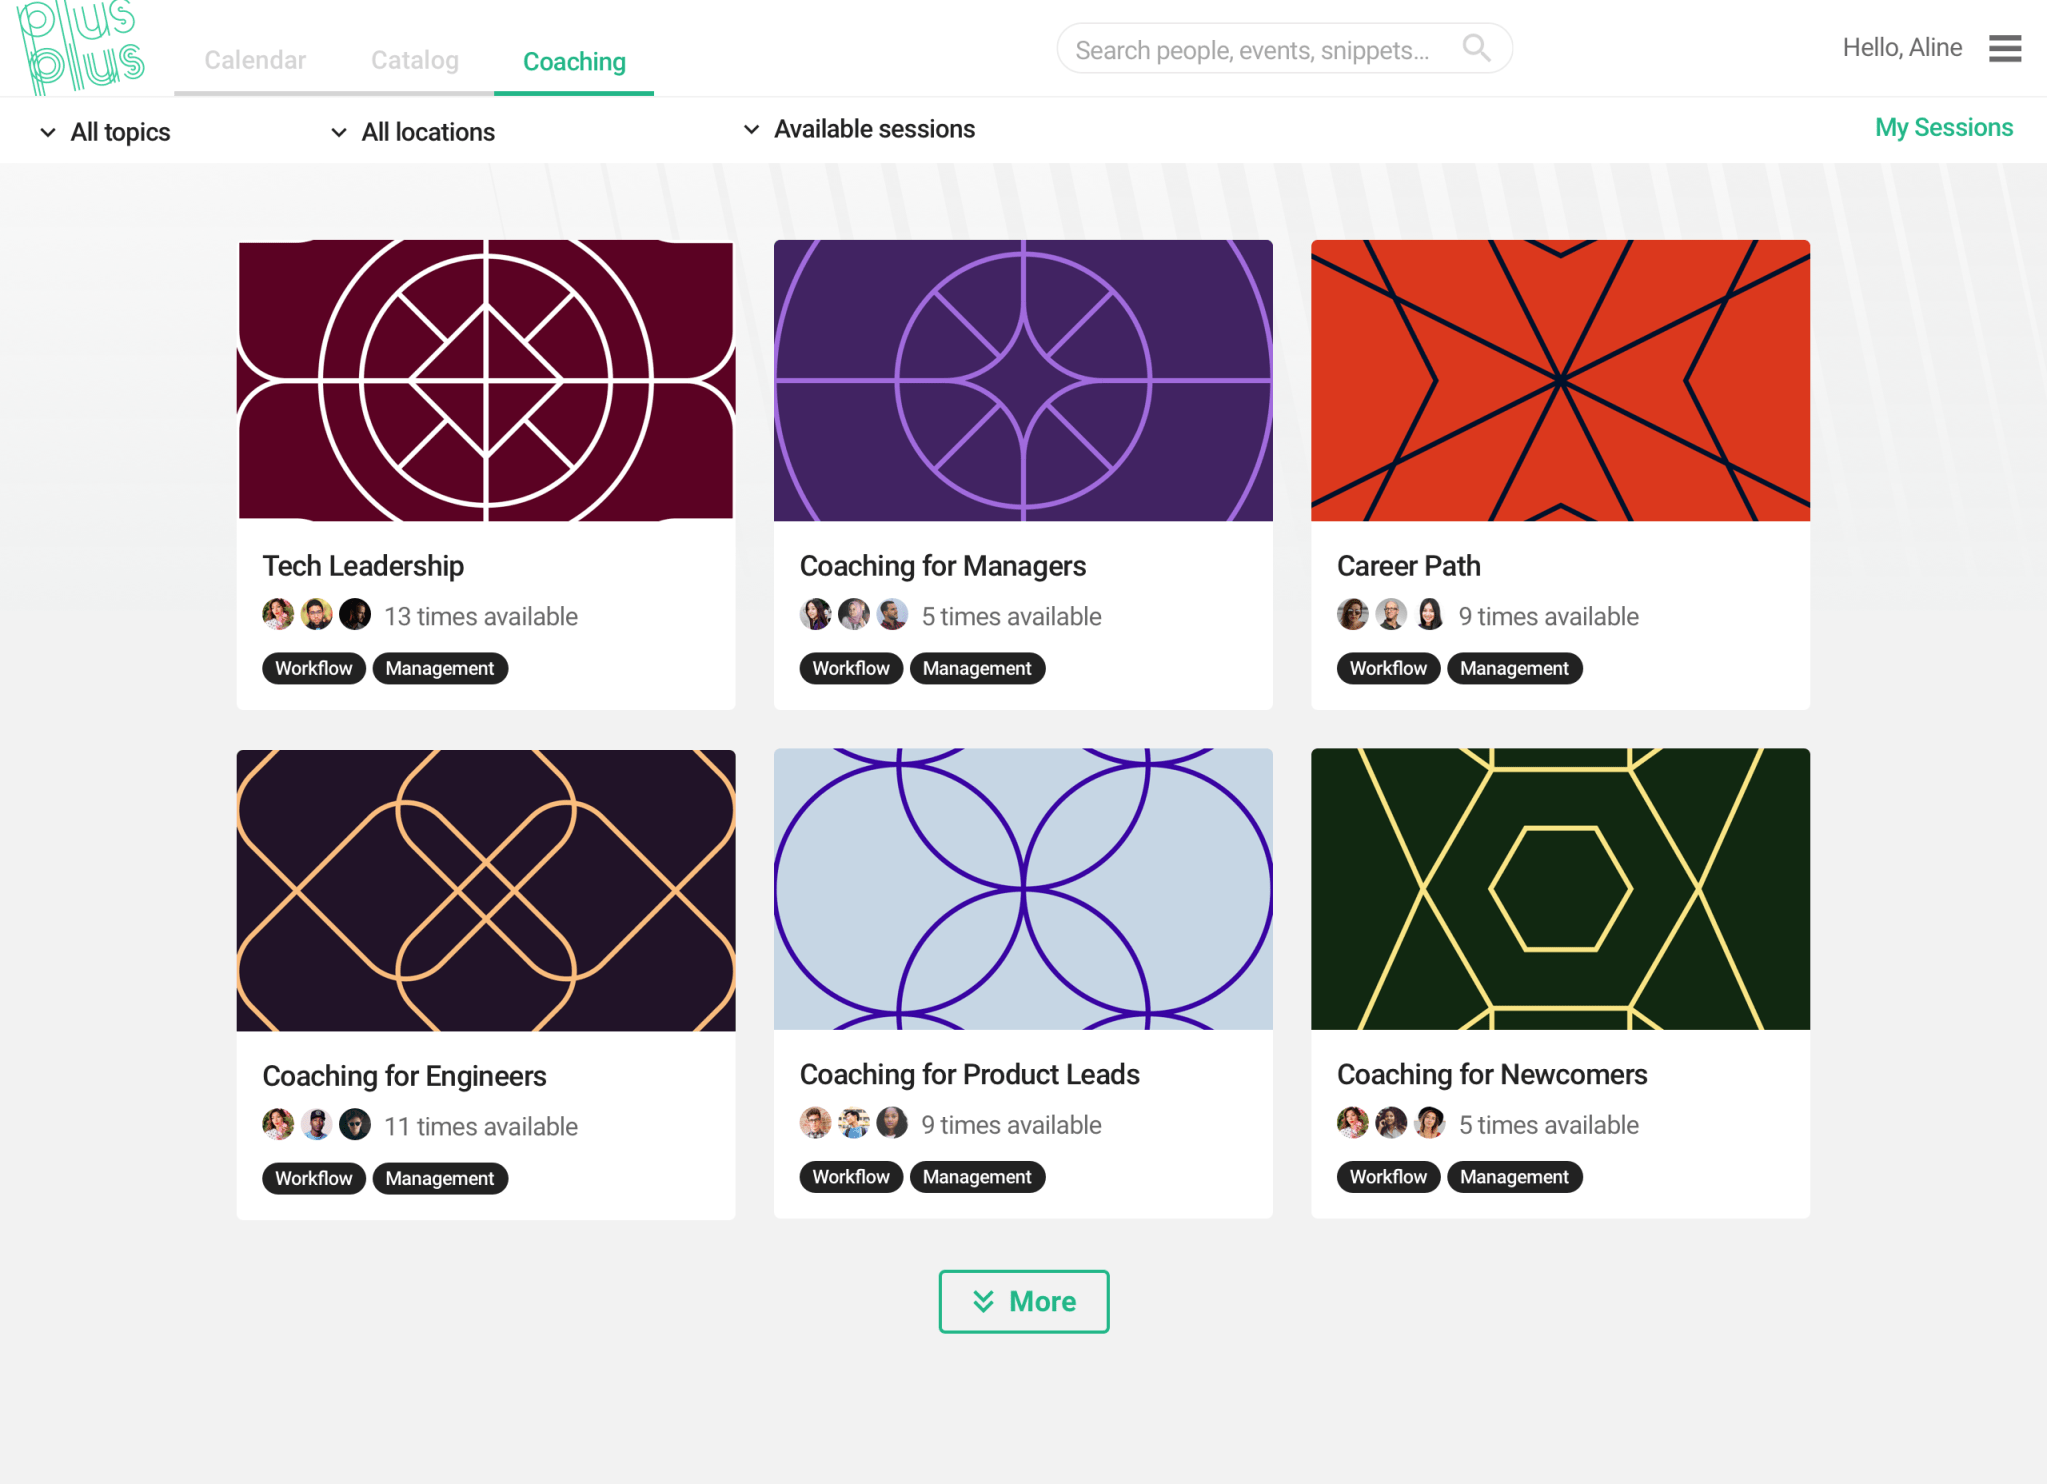 plus
plus
Calendar
Catalog
Coaching
Search people, events, snippets...
Hello, Aline
All topics
All locations
Available sessions
My Sessions
Tech Leadership
13 times available
Workflow Management
Coaching for Managers
5 times available
Workflow Management
Career Path
9 times available
Workflow Management
Coaching for Engineers
11 times available
Workflow Management
Coaching for Product Leads
9 times available
Workflow Management
Coaching for Newcomers
5 times available
Workflow Management
More